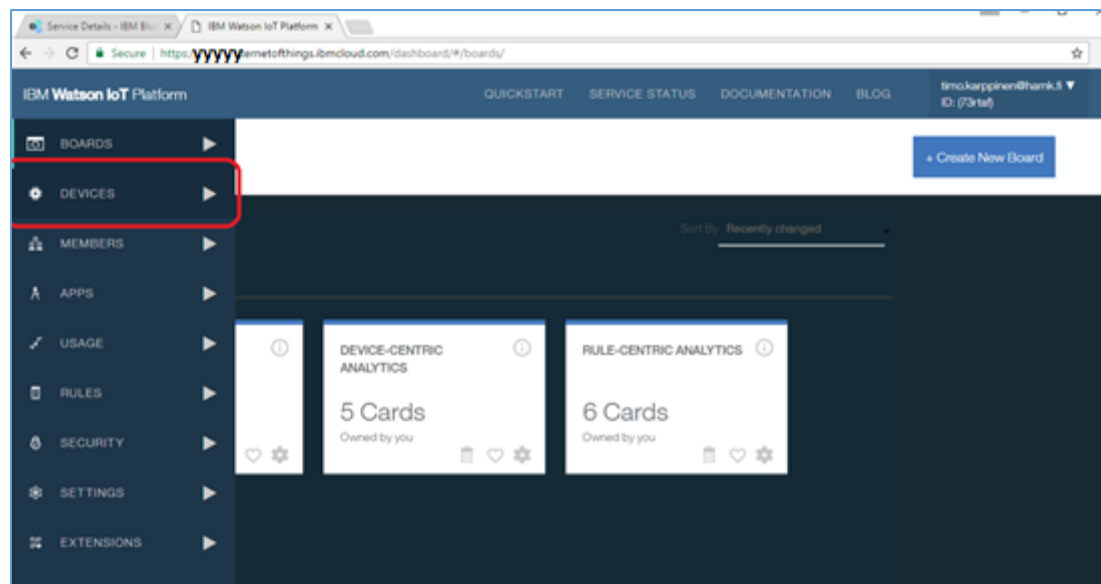 Service Details - IBM Blu
IBM Watson IoT Platform
Secure | https:/yyyyyternetofthings.ibmcloud.com/dashboard/#/boards/
IBM Watson IoT Platform
QUICKSTART
SERVICE STATUS
DOCUMENTATION
BLOG
timo.karppinen@hamk.fi
ID: (73rtaf)
BOARDS
+ Create New Board
DEVICES
MEMBERS
Sort By Recently changed
APPS
USAGE
RULES
SECURITY
SETTINGS
EXTENSIONS
DEVICE-CENTRIC
ANALYTICS
5 Cards
Owned by you
RULE-CENTRIC ANALYTICS
6 Cards
Owned by you